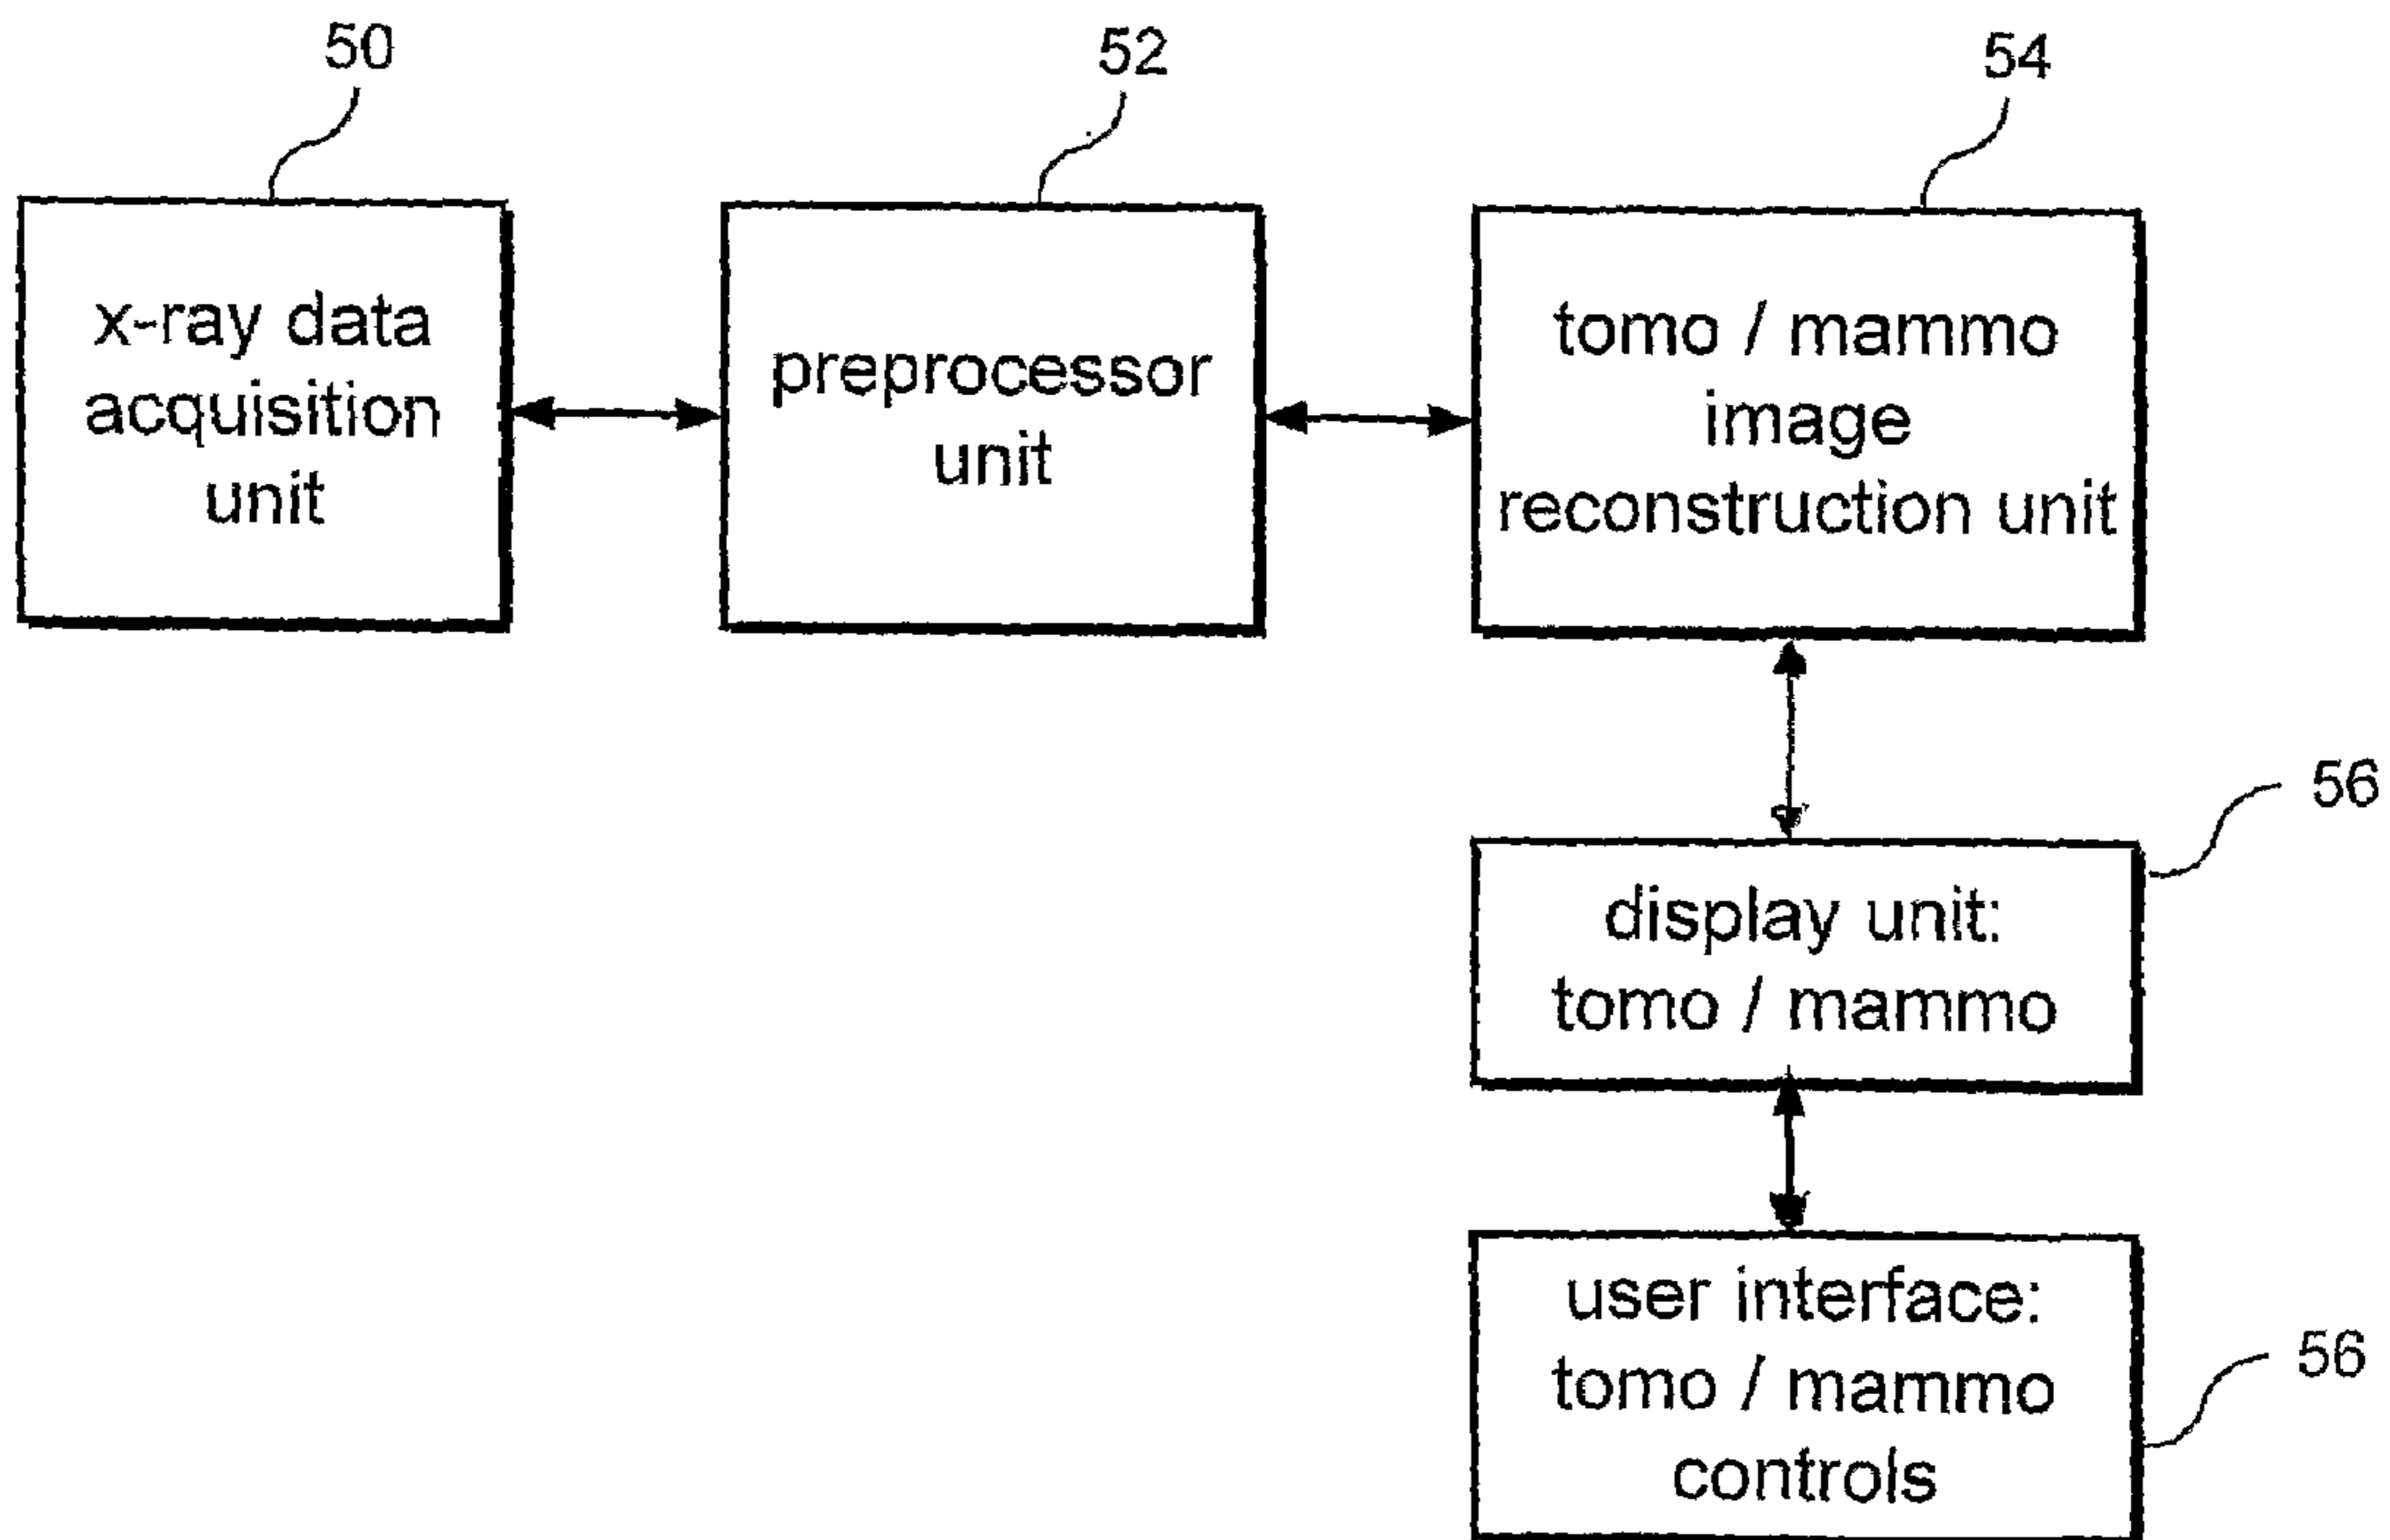 50
52
54
x-ray data
acquisition
unit
preprocessor
unit
tomo / mammo
image
reconstruction unit
56
display unit:
tomo / mammo
user interface:
tomo / mammo
controls
56